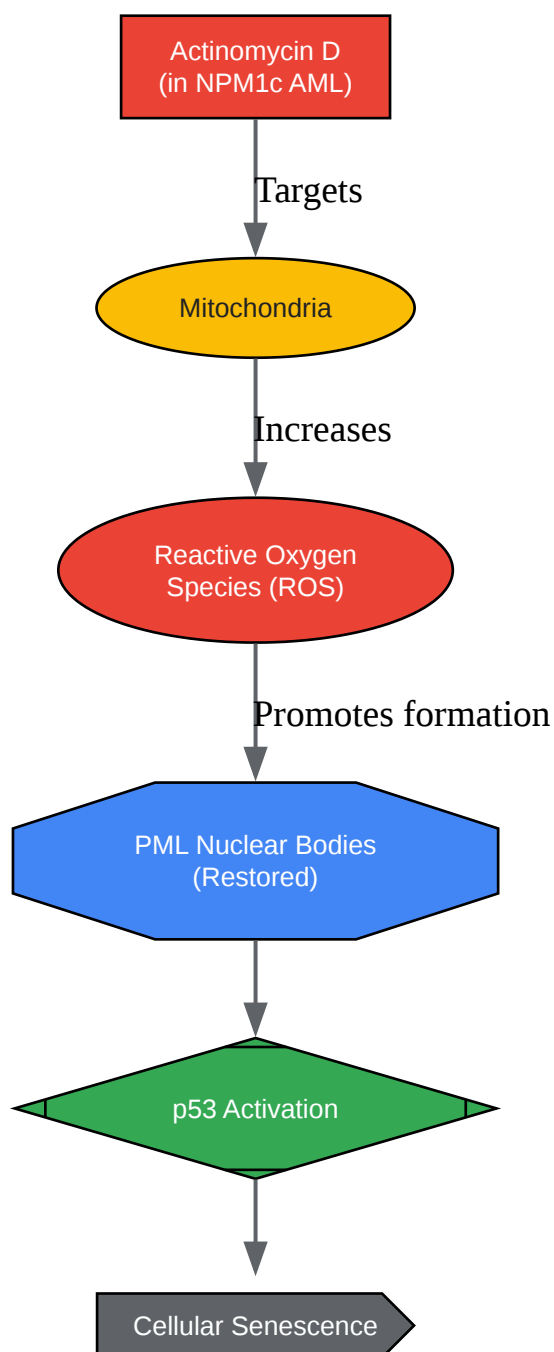 Actinomycin D
(in NPM1c AML)
Targets
Mitochondria
Increases
Reactive Oxygen
Species (ROS)
Promotes formation
PML Nuclear Bodies
(Restored)
p53 Activation
Cellular Senescence